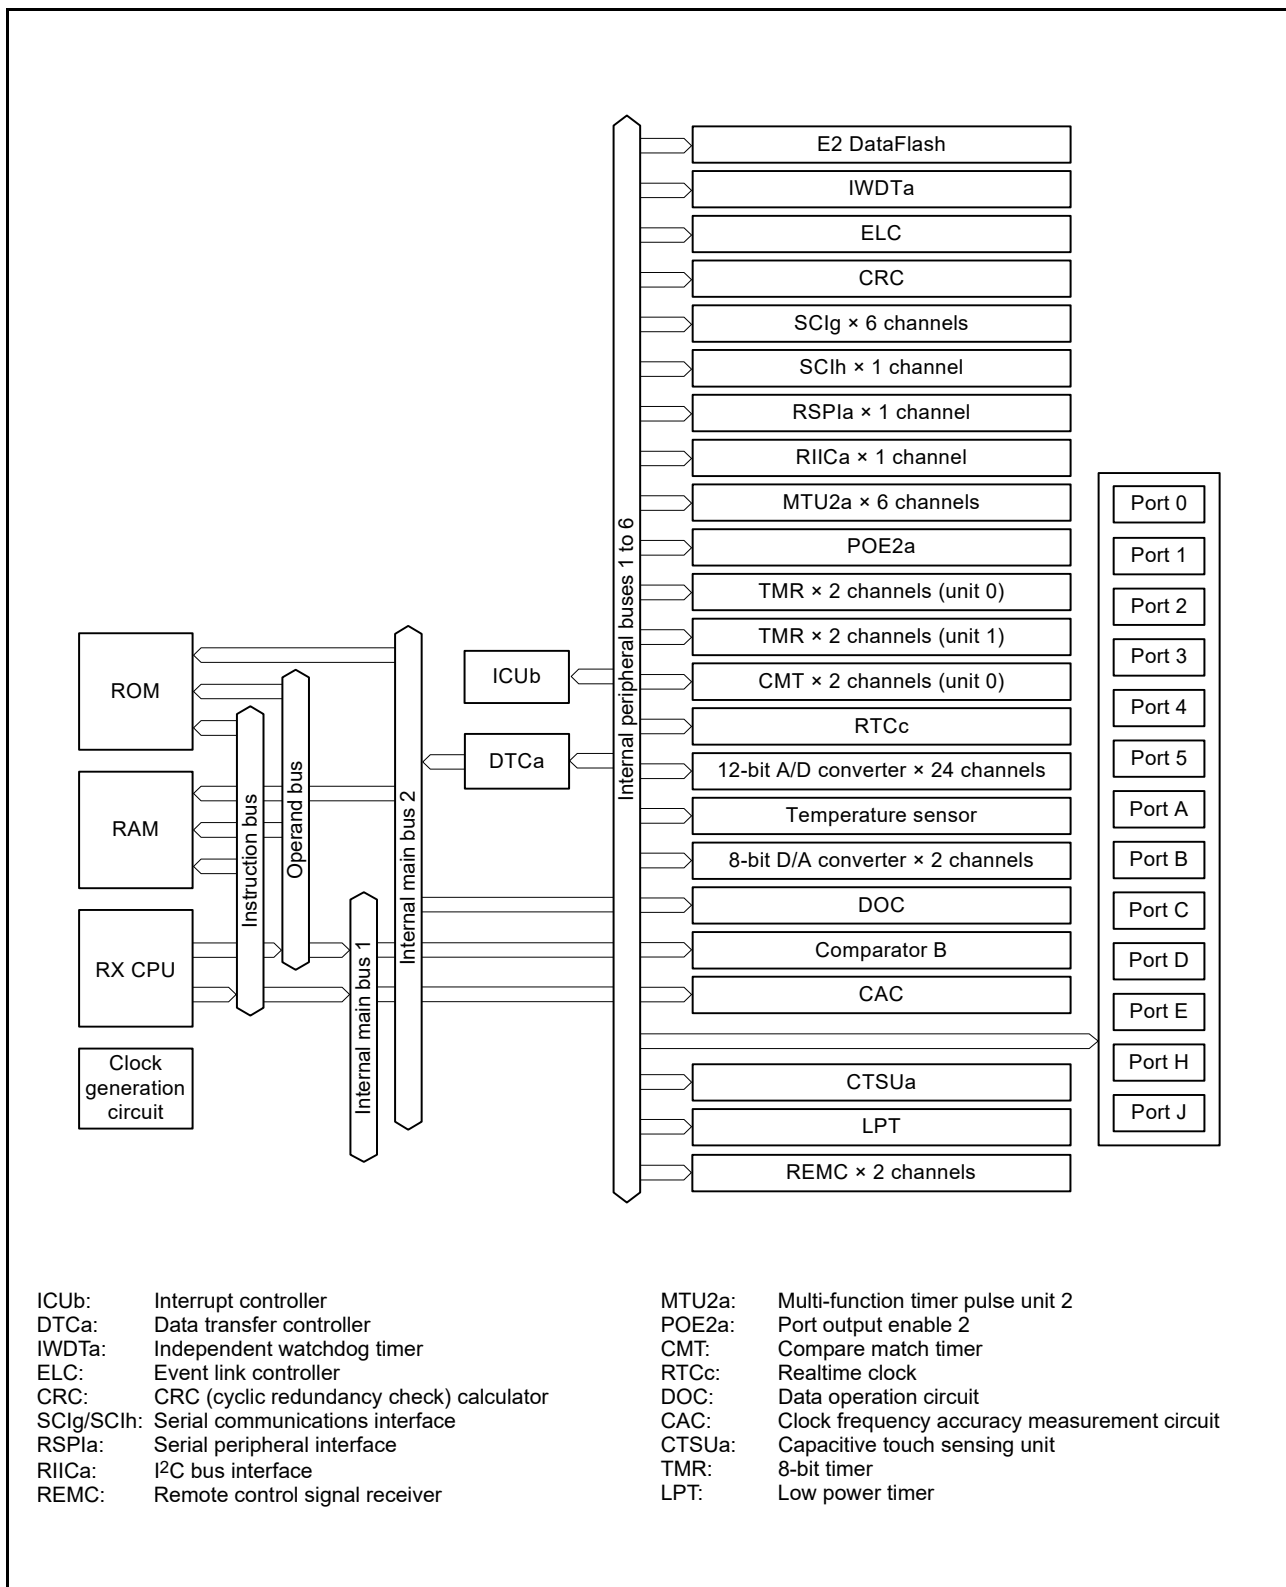 E2 DataFlash
IWDTa
ELC
CRC
SCIg × 6 channels
SCIh × 1 channel
RSPIa × 1 channel
RIICa × 1 channel
MTU2a × 6 channels
POE2a
TMR × 2 channels (unit 0)
TMR × 2 channels (unit 1)
CMT × 2 channels (unit 0)
RTCc
12-bit A/D converter × 24 channels
Temperature sensor
8-bit D/A converter × 2 channels
DOC
Comparator B
CAC
CTSUa
LPT
REMC × 2 channels
Port 0
Port 1
Port 2
Port 3
Port 4
Port 5
Port A
Port B
Port C
Port D
Port E
Port H
Port J
Internal peripheral buses 1 to 6
ICUb
DTCa
Internal main bus 2
Internal main bus 1
Operand bus
Instruction bus
ROM
RAM
RX CPU
Clock
generation
circuit
ICUb: Interrupt controller
DTCa: Data transfer controller
IWDTa: Independent watchdog timer
ELC: Event link controller
CRC: CRC (cyclic redundancy check) calculator
SCIg/SCIh: Serial communications interface
RSPIa: Serial peripheral interface
RIICa: I²C bus interface
REMC: Remote control signal receiver
MTU2a: Multi-function timer pulse unit 2
POE2a: Port output enable 2
CMT: Compare match timer
RTCc: Realtime clock
DOC: Data operation circuit
CAC: Clock frequency accuracy measurement circuit
CTSUa: Capacitive touch sensing unit
TMR: 8-bit timer
LPT: Low power timer